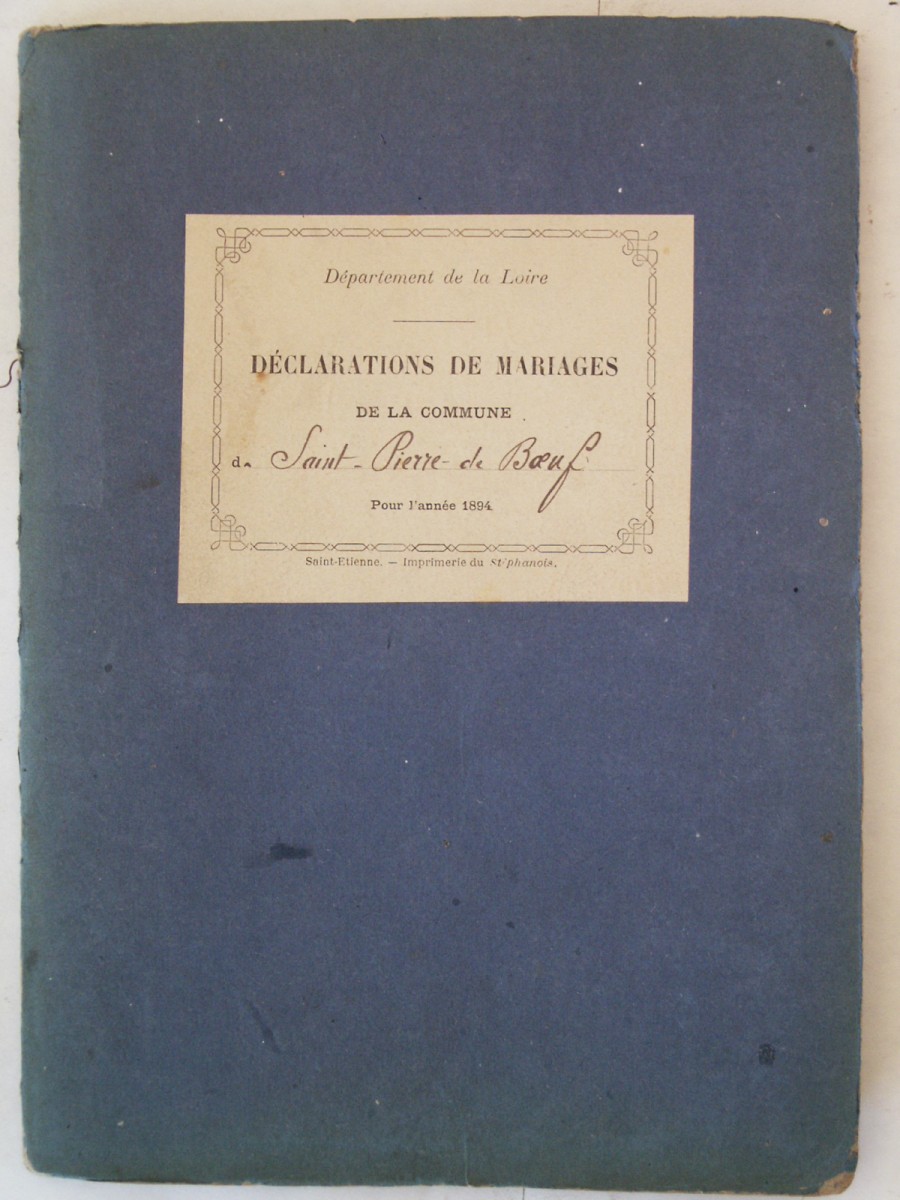 Département de la Loire
DÉCLARATIONS DE MARIAGES
DE LA COMMUNE
de Saint-Pierre-de Bœuf
Pour l'année 1894.
Saint-Etienne. — Imprimerie du Stéphanois.